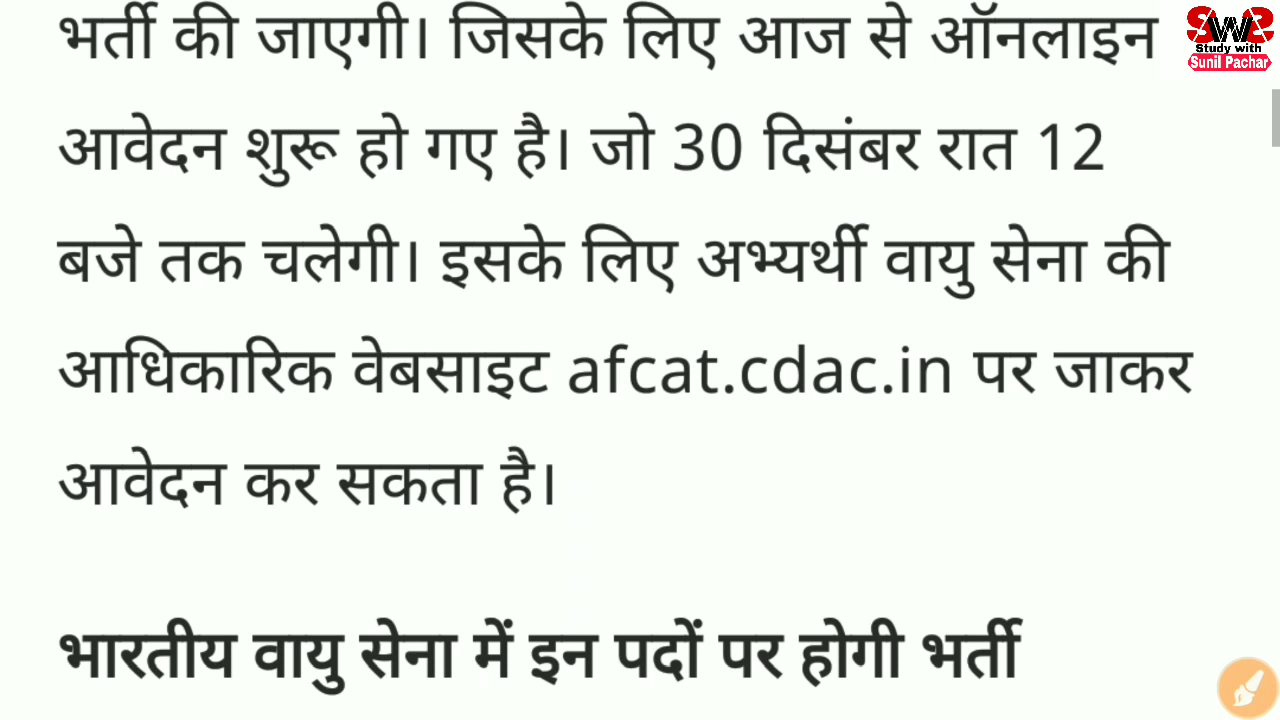 भर्ती की जाएगी। जिसके लिए आज से ऑनलाइन
SWS
Study with
Sunil Pachar
आवेदन शुरू हो गए है। जो 30 दिसंबर रात 12
बजे तक चलेगी। इसके लिए अभ्यर्थी वायु सेना की
आधिकारिक वेबसाइट afcat.cdac.in पर जाकर
आवेदन कर सकता है।
भारतीय वायु सेना में इन पदों पर होगी भर्ती